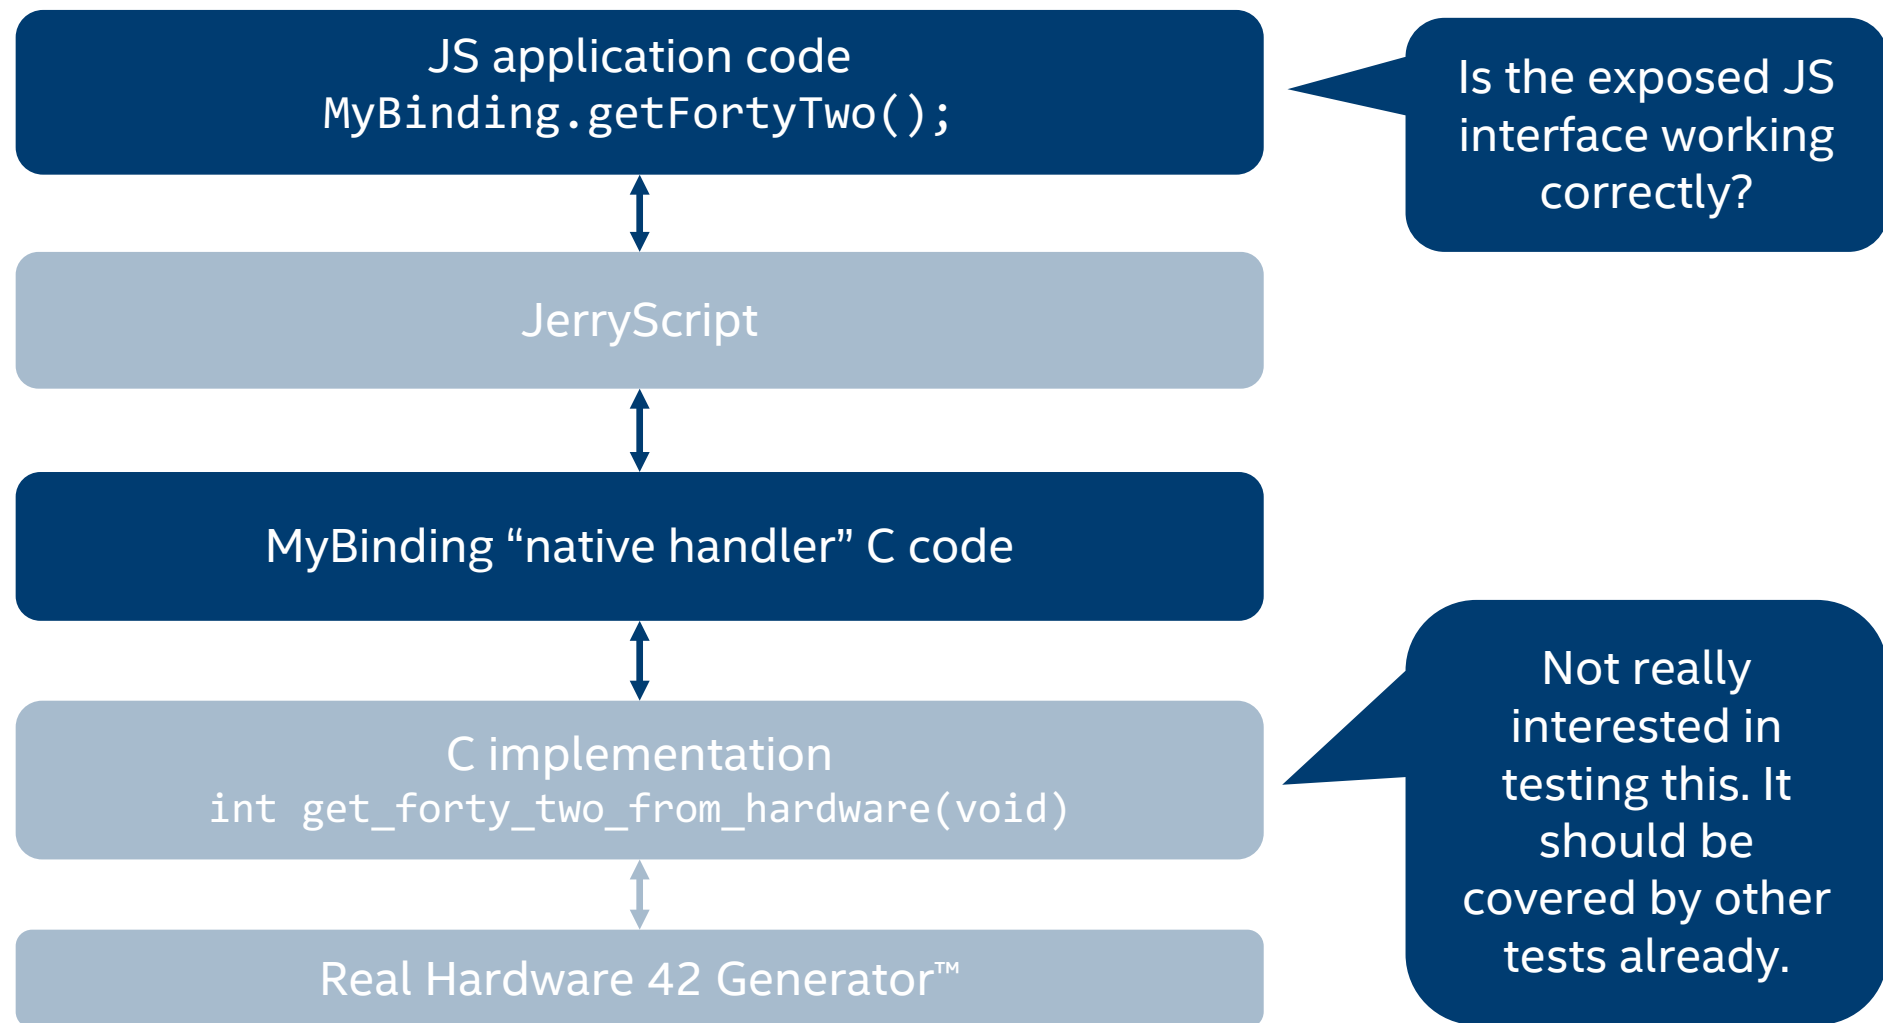 JS application code
MyBinding.getFortyTwo();
Is the exposed JS
interface working
correctly?
JerryScript
MyBinding “native handler” C code
C implementation
int get_forty_two_from_hardware(void)
Not really
interested in
testing this. It
should be
covered by other
tests already.
Real Hardware 42 Generator™